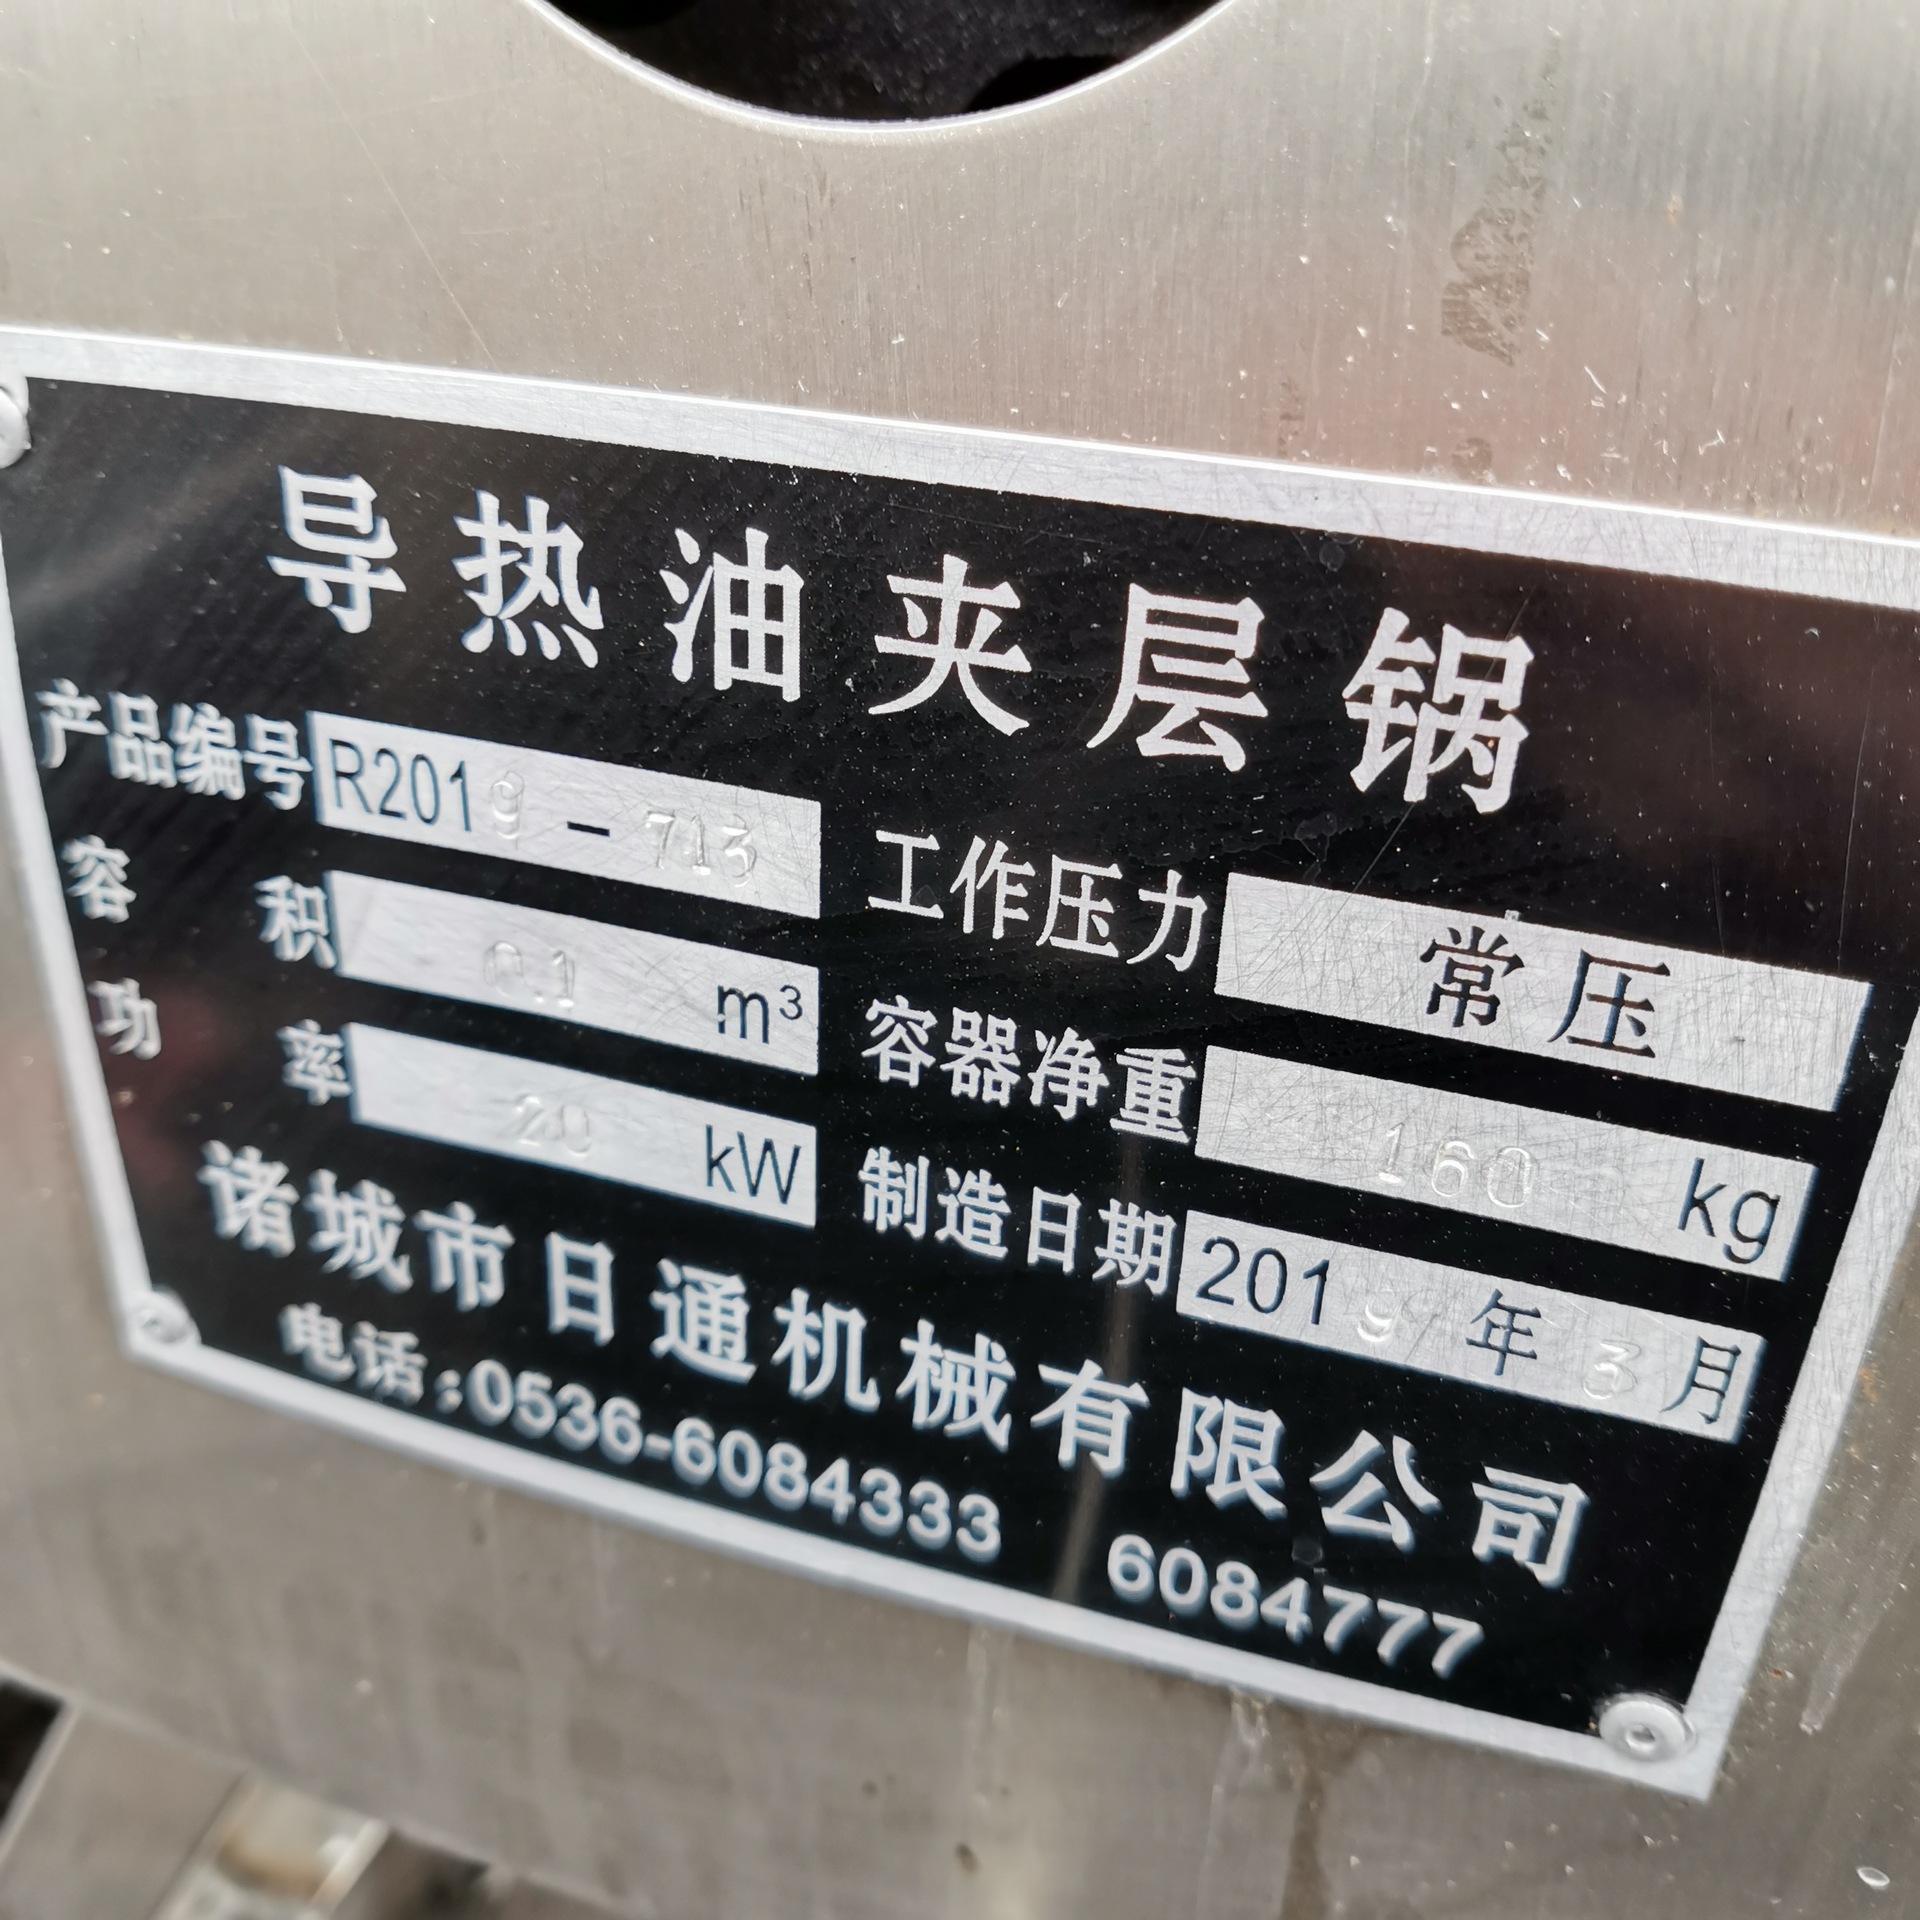 导热油夹层锅
产品编号 R2019-713 工作压力 常压
容积 0.1 m³ 容器净重 160 kg
功率 20 kW 制造日期 2019年3月
诸城市日通机械有限公司
电话:0536-6084333 6084777